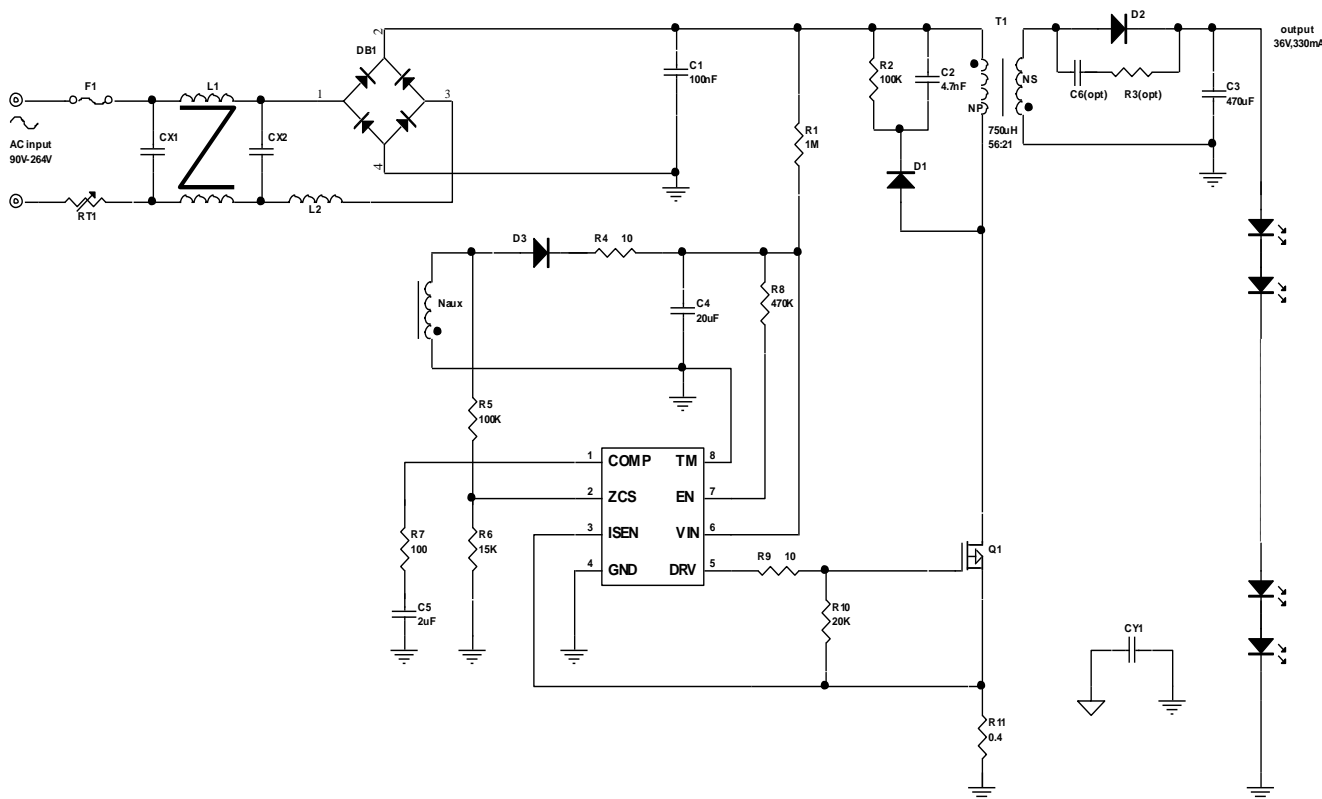 T1
D2
output
36V,330mA
2
DB1
C1
100nF
R2
100K
C2
4.7nF
NS
C6(opt)
R3(opt)
C3
470uF
F1
L1
1
3
NP
750uH
56:21
AC input
90V-264V
CX1
CX2
R1
1M
4
D1
RT1
L2
D3
R4 10
R8
470K
Naux
C4
20uF
R5
100K
1
COMP
TM
8
2
ZCS
EN
7
3
ISEN
VIN
6
4
GND
DRV
5
R7
100
R6
15K
R9 10
Q1
C5
2uF
R10
20K
CY1
R11
0.4